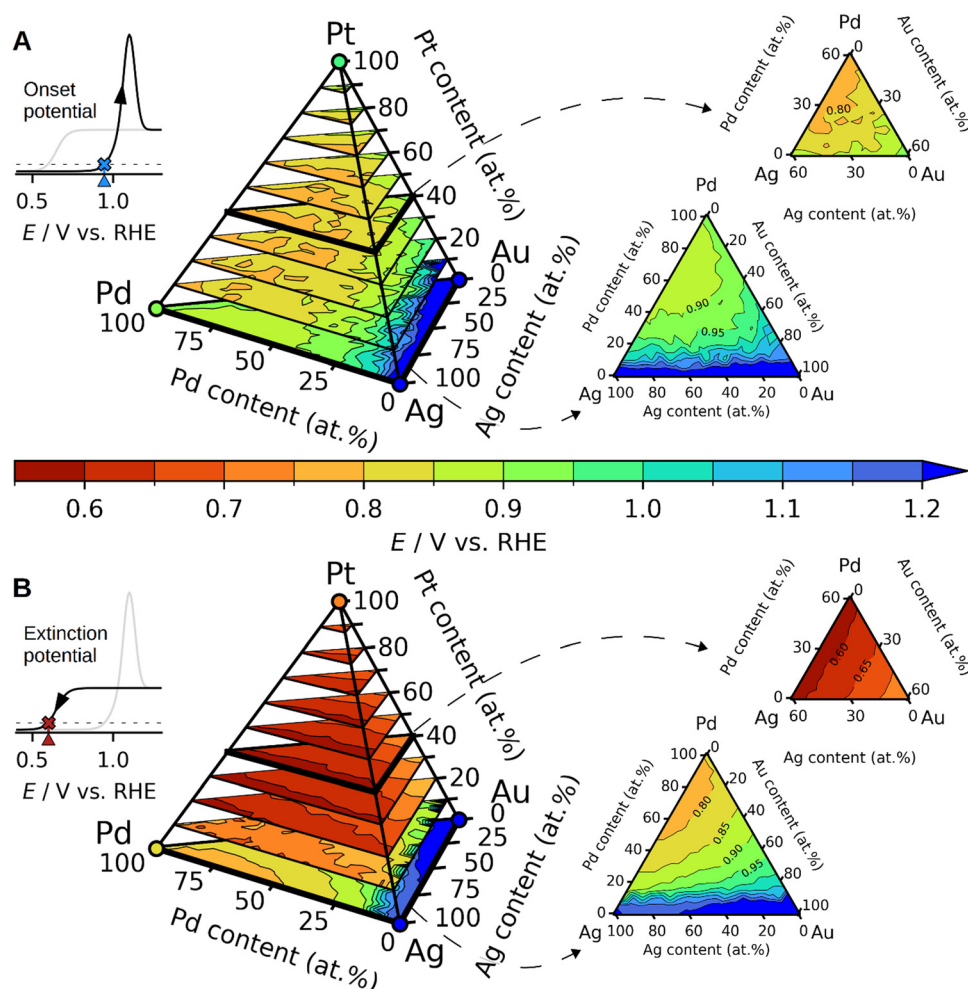 A
Onset
potential
0.5 1.0
E / V vs. RHE
Pt
100
80
60
40
20
0
Pt content (at.%)
Pd
100
75
50
25
0
Pd content (at.%)
Au
0
25
50
75
100
Ag
Ag content (at.%)
Pd
Pd content (at.%)
Au content (at.%)
60
30
0
0
30
60
0.80
Ag
Au
60 30 0
Ag content (at.%)
Pd
Pd content (at.%)
Au content (at.%)
100
80
60
40
20
0
0
20
40
60
80
100
0.90
0.95
Ag
Au
100 80 60 40 20 0
Ag content (at.%)
0.6 0.7 0.8 0.9 1.0 1.1 1.2
E / V vs. RHE
B
Extinction
potential
0.5 1.0
E / V vs. RHE
Pt
100
80
60
40
20
0
Pt content (at.%)
Pd
100
75
50
25
0
Pd content (at.%)
Au
25
50
75
100
Ag
Ag content (at.%)
Pd
Pd content (at.%)
Au content (at.%)
60
30
0
0
30
60
0.60
0.65
Ag
Au
60 30 0
Ag content (at.%)
Pd
Pd content (at.%)
Au content (at.%)
100
80
60
40
20
0
0
20
40
60
80
100
0.80
0.85
0.90
0.95
Ag
Au
100 80 60 40 20 0
Ag content (at.%)